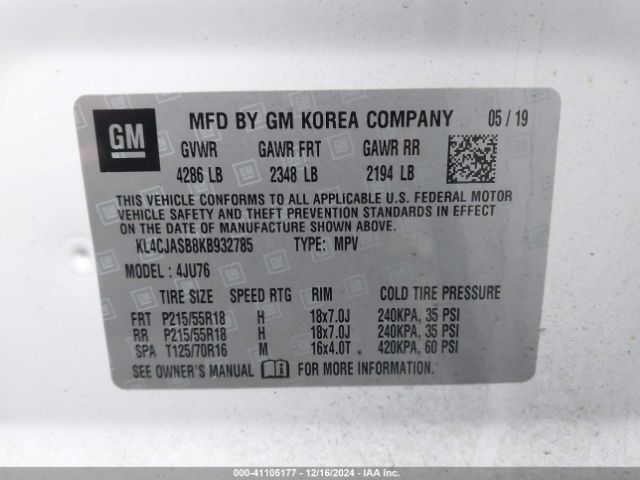 GM
MFD BY GM KOREA COMPANY 05 / 19
GVWR GAWR FRT GAWR RR
4286 LB 2348 LB 2194 LB
THIS VEHICLE CONFORMS TO ALL APPLICABLE U.S. FEDERAL MOTOR
VEHICLE SAFETY AND THEFT PREVENTION STANDARDS IN EFFECT
ON THE DATE OF MANUFACTURE SHOWN ABOVE.
KL4CJASB8KB932785 TYPE: MPV
MODEL: 4JU76
TIRE SIZE SPEED RTG RIM COLD TIRE PRESSURE
FRT P215/55R18 H 18x7.0J 240KPA, 35 PSI
RR P215/55R18 H 18x7.0J 240KPA, 35 PSI
SPA T125/70R16 M 16x4.0T 420KPA, 60 PSI
SEE OWNER'S MANUAL FOR MORE INFORMATION.
000-41105177 - 12/16/2024 - IAA Inc.